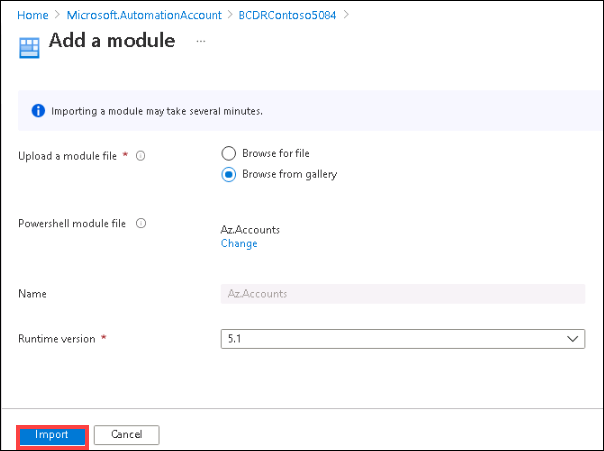 Home > Microsoft.AutomationAccount > BCDRContoso5084 >
Add a module ...
Importing a module may take several minutes.
Upload a module file *
Browse for file
Browse from gallery
Powershell module file
Az.Accounts
Change
Name
Az.Accounts
Runtime version *
5.1
Import
Cancel